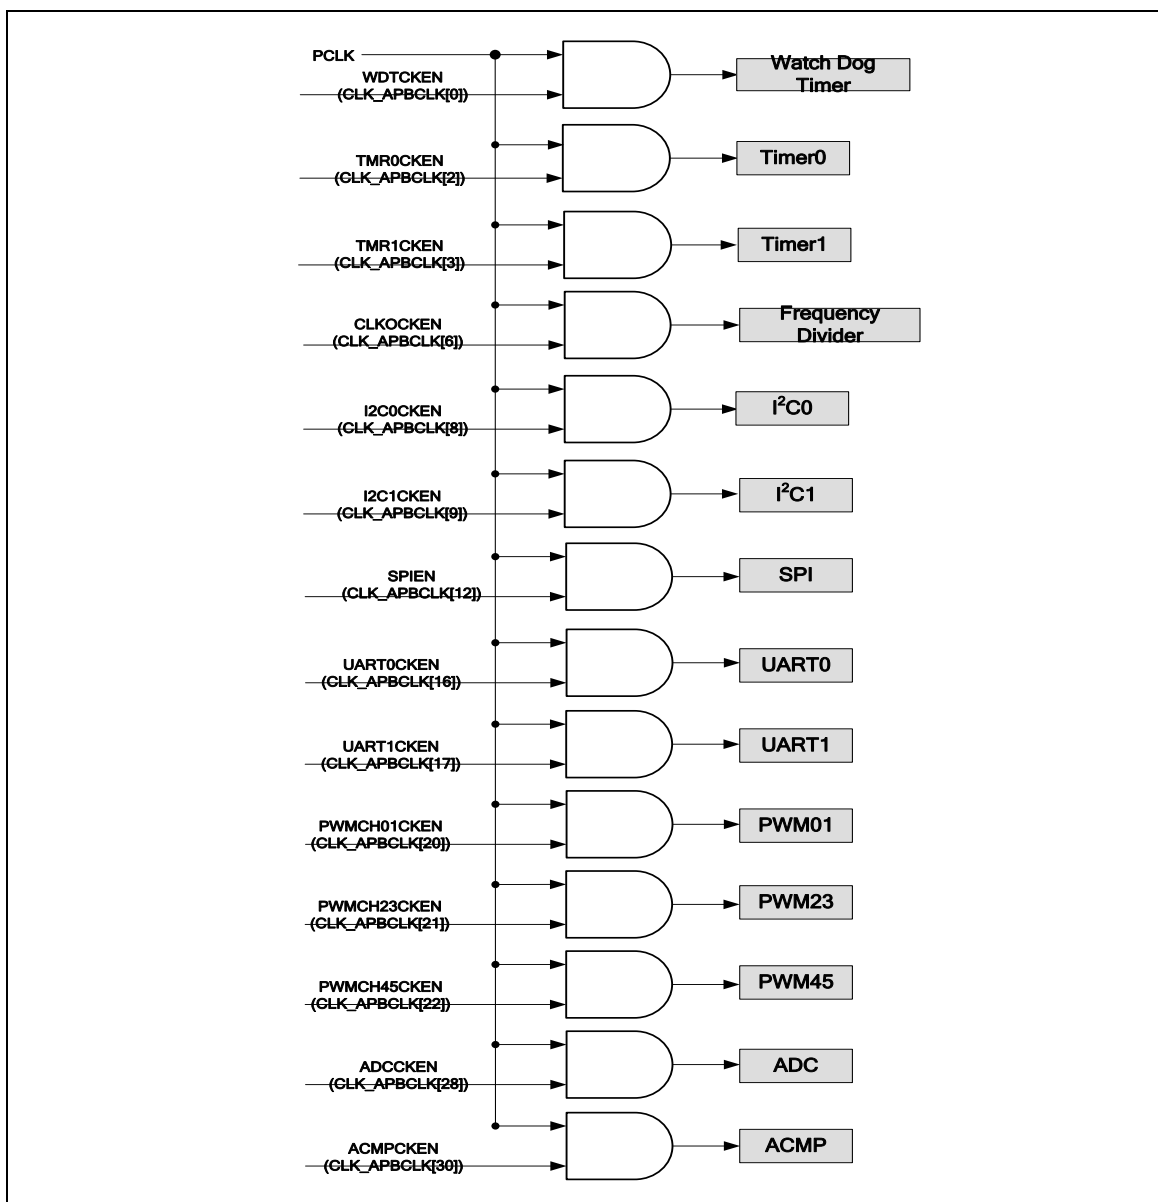 PCLK
WDTCKEN
(CLK_APBCLK[0])
Watch Dog
Timer
TMR0CKEN
(CLK_APBCLK[2])
Timer0
TMR1CKEN
(CLK_APBCLK[3])
Timer1
CLKOCKEN
(CLK_APBCLK[6])
Frequency
Divider
I2C0CKEN
(CLK_APBCLK[8])
I²C0
I2C1CKEN
(CLK_APBCLK[9])
I²C1
SPIEN
(CLK_APBCLK[12])
SPI
UART0CKEN
(CLK_APBCLK[16])
UART0
UART1CKEN
(CLK_APBCLK[17])
UART1
PWMCH01CKEN
(CLK_APBCLK[20])
PWM01
PWMCH23CKEN
(CLK_APBCLK[21])
PWM23
PWMCH45CKEN
(CLK_APBCLK[22])
PWM45
ADCCKEN
(CLK_APBCLK[28])
ADC
ACMPCKEN
(CLK_APBCLK[30])
ACMP